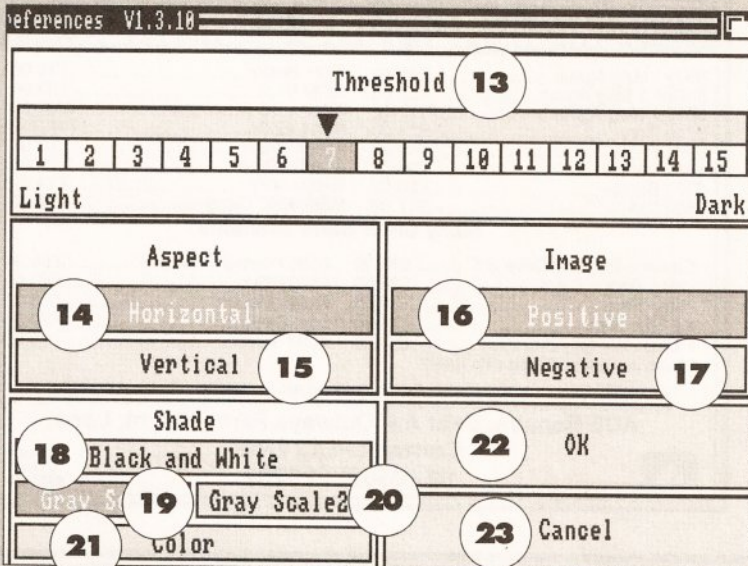 eferences V1.3.10
Threshold 13
1 2 3 4 5 6 7 8 9 10 11 12 13 14 15
Light Dark
Aspect
Image
14 Horizontal
16 Positive
Vertical 15
Negative 17
Shade
18 Black and White
22 OK
Gray S 19 Gray Scale2 20
21 Color
23 Cancel